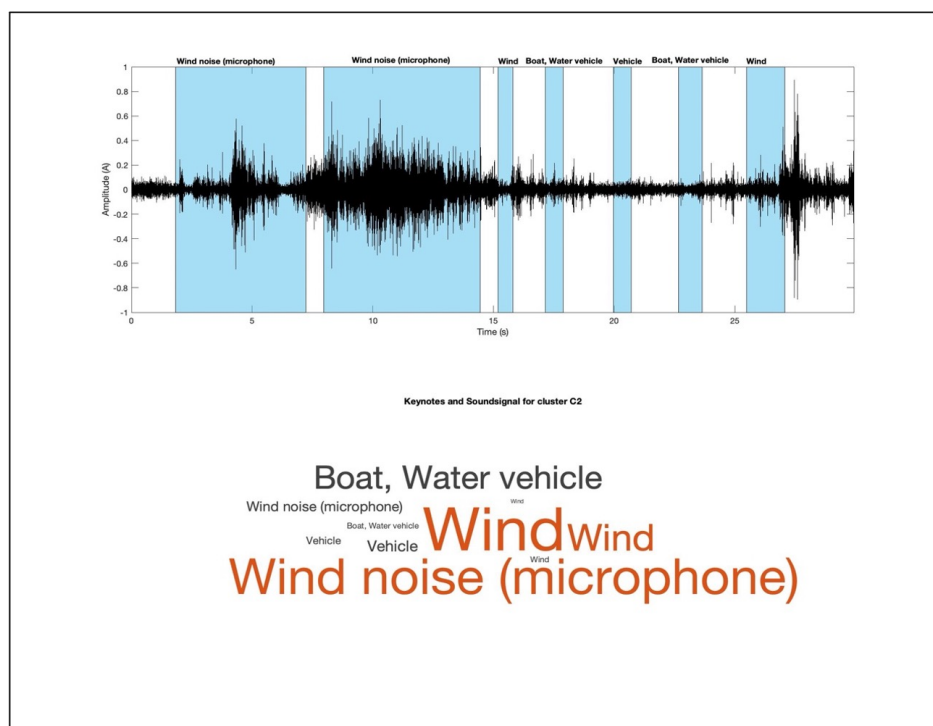 Wind noise (microphone) Wind noise (microphone) Wind Boat, Water vehicle Vehicle Boat, Water vehicle Wind
1
0.8
0.6
0.4
0.2
0
-0.2
-0.4
-0.6
-0.8
-1
Amplitude (A)
0 5 10 15 20 25
Time (s)
Keynotes and Soundsignal for cluster C2
Boat, Water vehicle
Wind noise (microphone) Wind
Boat, Water vehicle Wind Wind
Vehicle Vehicle
Wind
Wind noise (microphone)